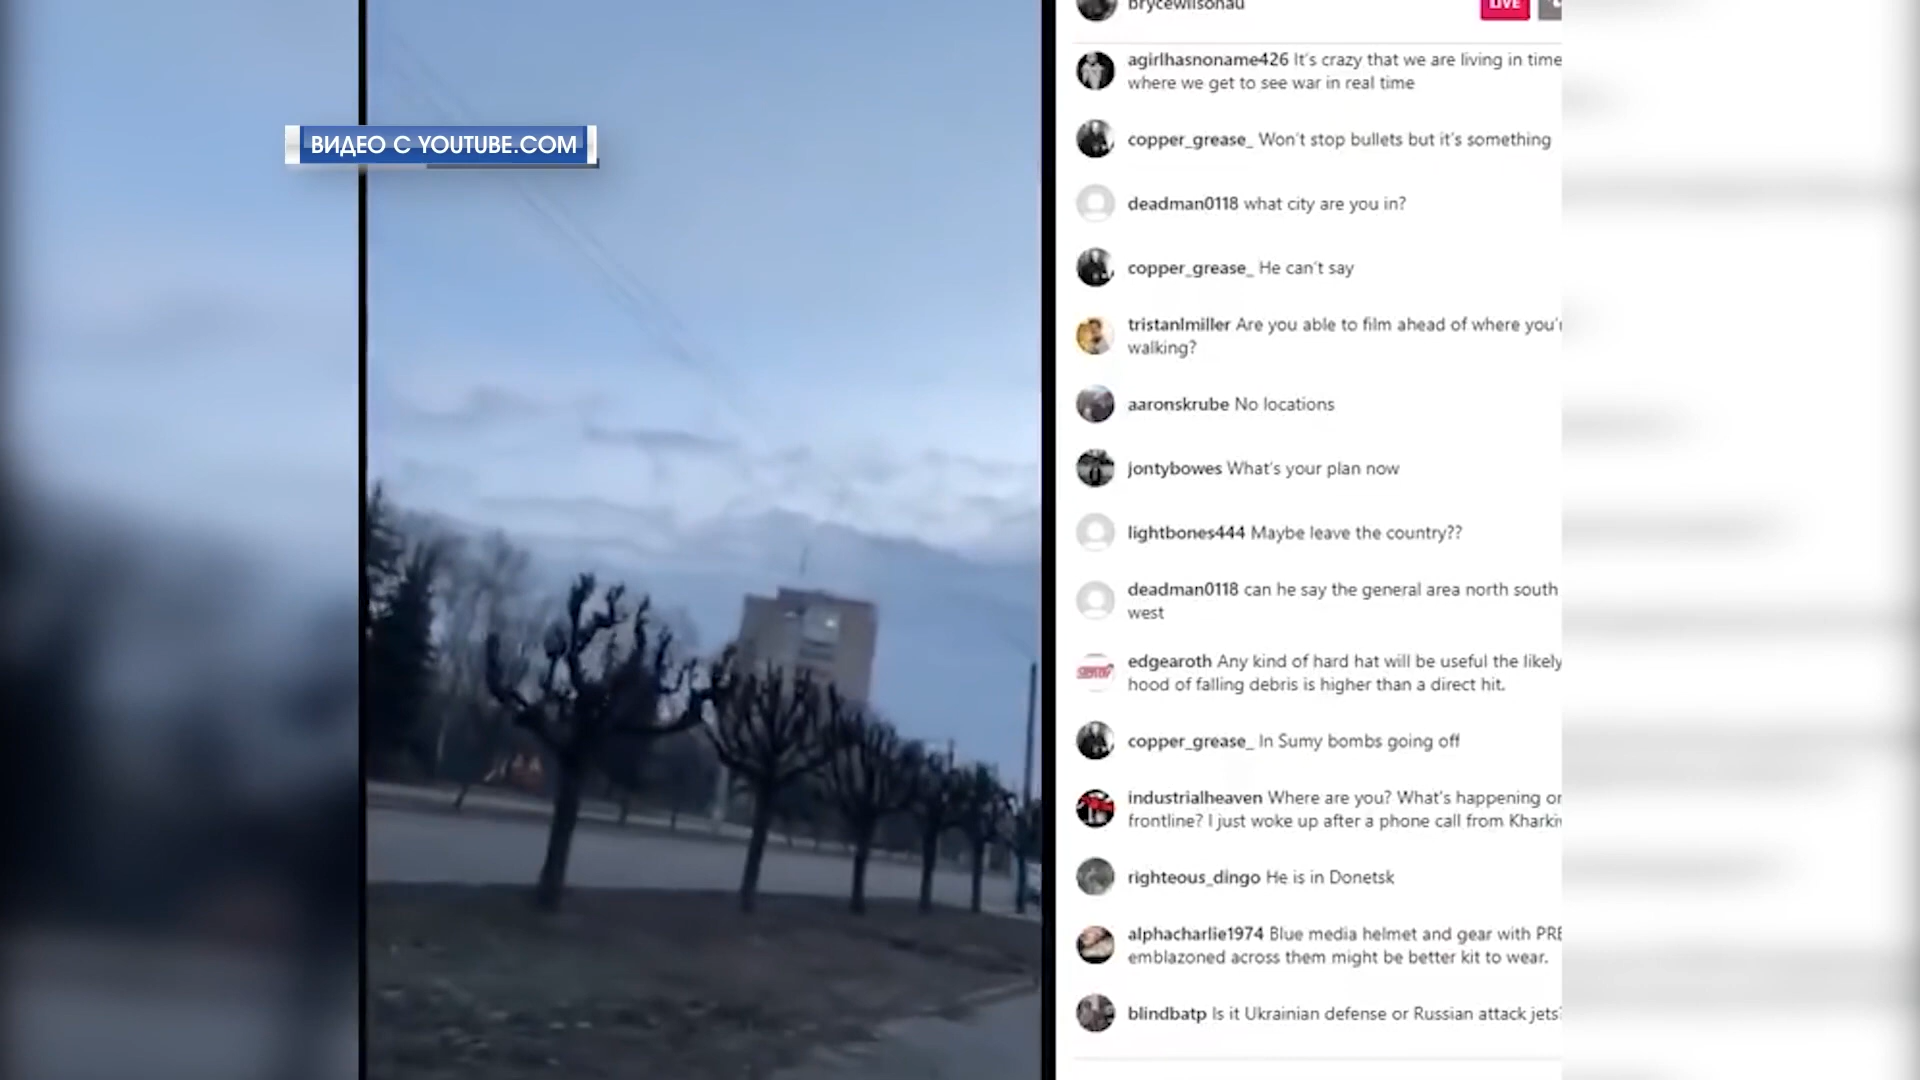 brycewilsonau
LIVE
ВИДЕО С YOUTUBE.COM
agirlhasnoname426 It's crazy that we are living in time
where we get to see war in real time
copper_grease_ Won't stop bullets but it's something
deadman0118 what city are you in?
copper_grease_ He can't say
tristanlmiller Are you able to film ahead of where you'r
walking?
aaronskrube No locations
jontybowes What's your plan now
lightbones444 Maybe leave the country??
deadman0118 can he say the general area north south
west
edgearoth Any kind of hard hat will be useful the likely
hood of falling debris is higher than a direct hit.
copper_grease_ In Sumy bombs going off
industrialheaven Where are you? What's happening or
frontline? I just woke up after a phone call from Kharkiv
righteous_dingo He is in Donetsk
alphacharlie1974 Blue media helmet and gear with PRE
emblazoned across them might be better kit to wear.
blindbatp Is it Ukrainian defense or Russian attack jets?